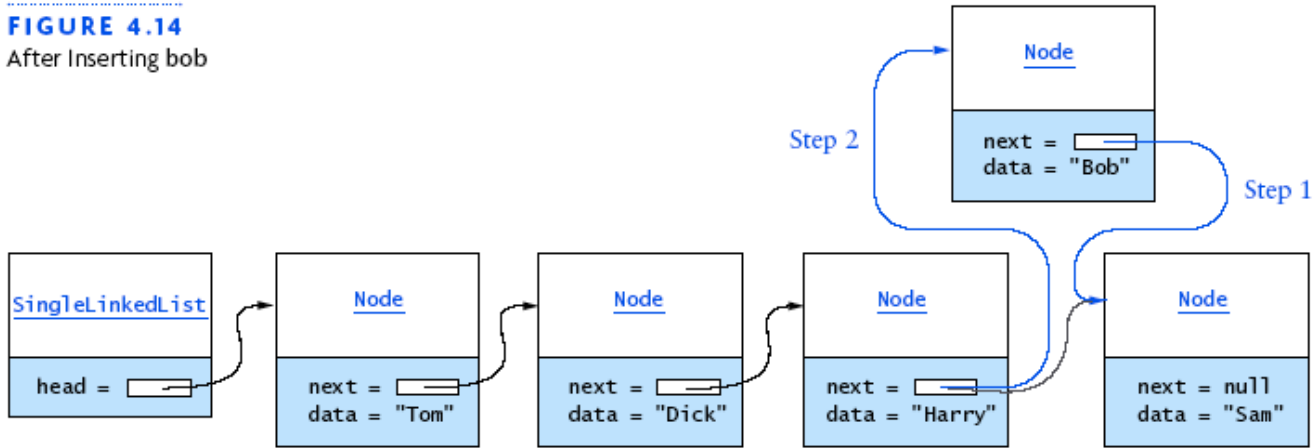 FIGURE 4.14
After Inserting bob
Node
next =
data = "Bob"
Step 2
Step 1
SingleLinkedList
head =
Node
next =
data = "Tom"
Node
next =
data = "Dick"
Node
next =
data = "Harry"
Node
next = null
data = "Sam"